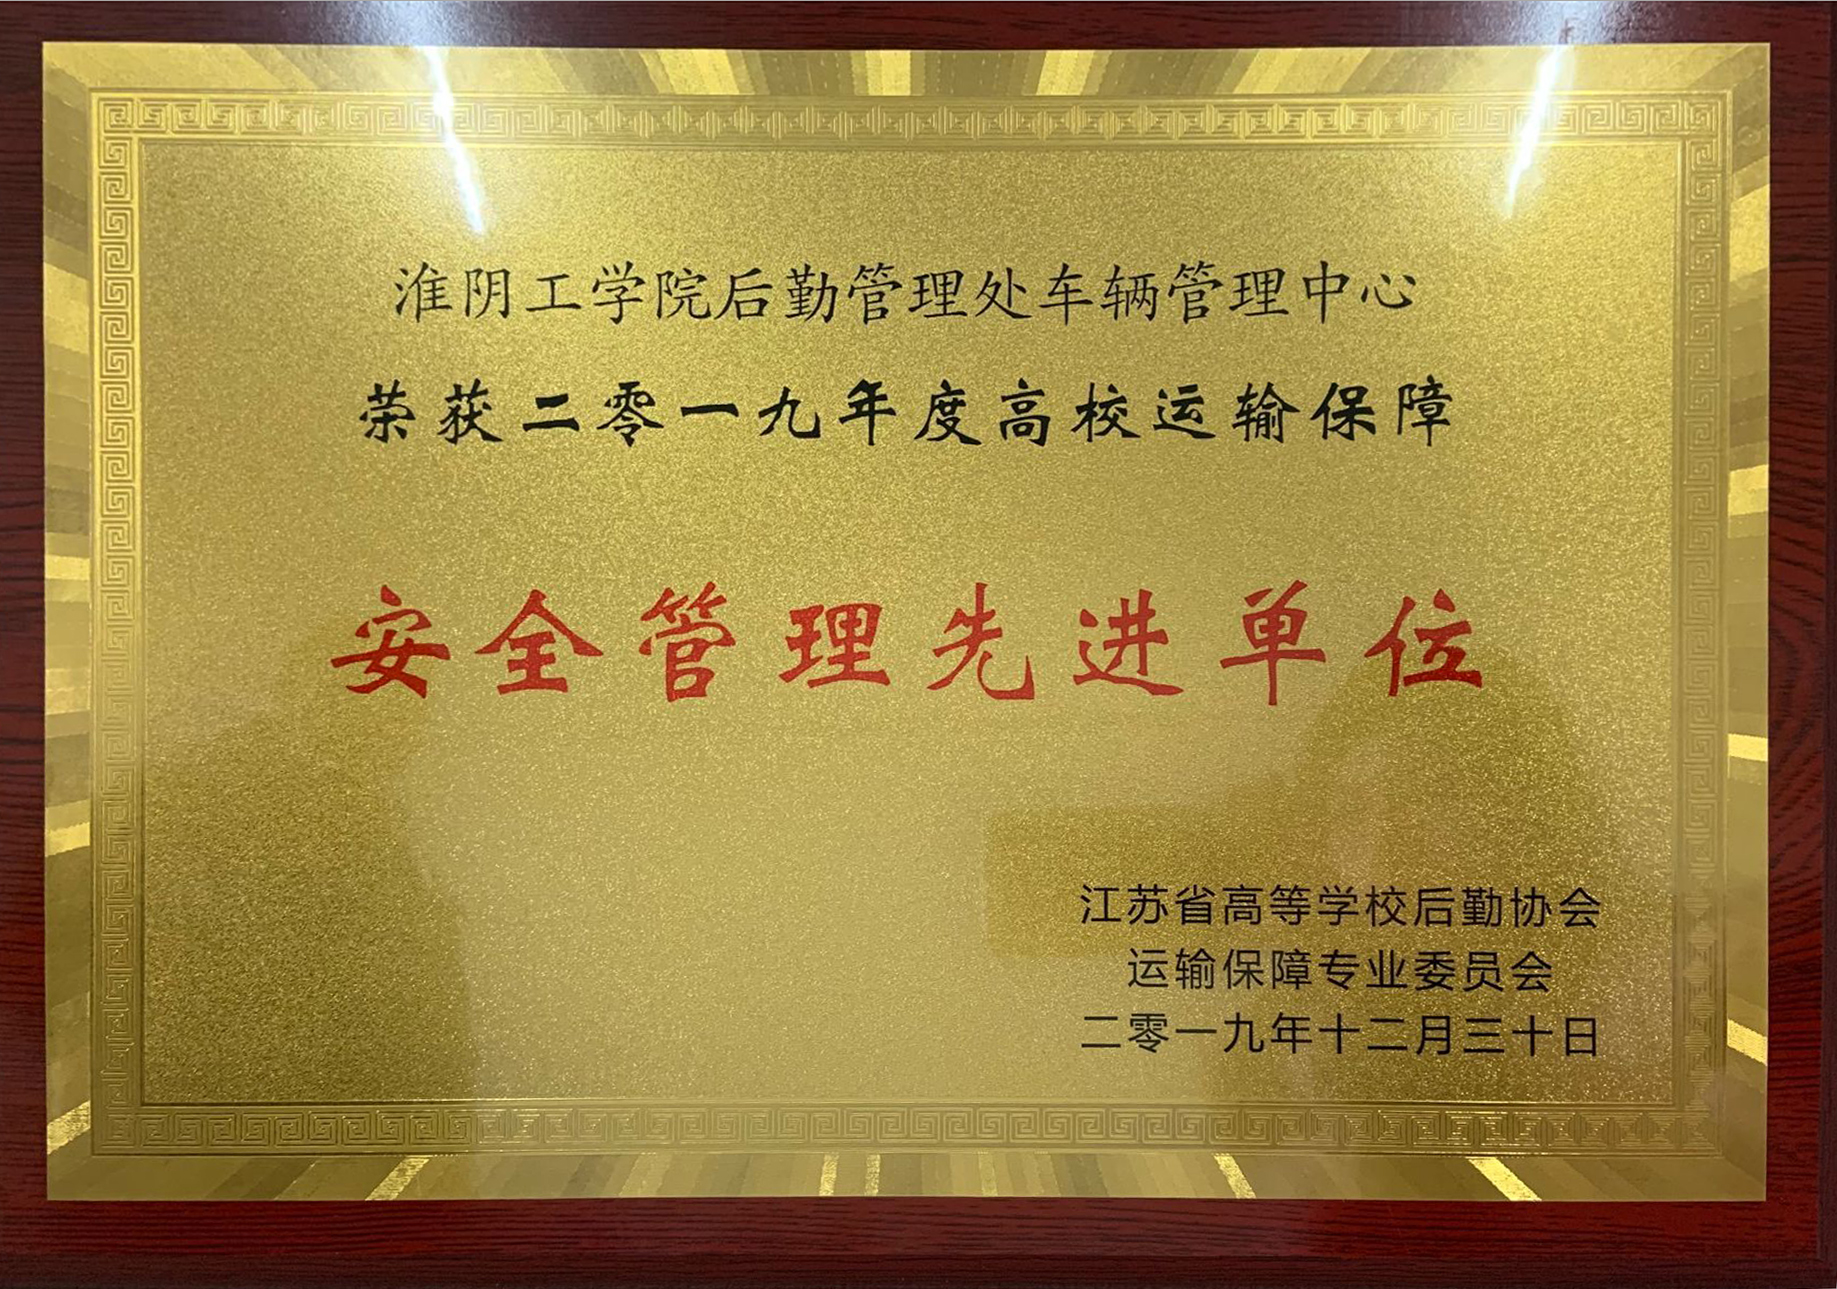 淮阴工学院后勤管理处车辆管理中心
荣获二零一九年度高校运输保障
安全管理先进单位
江苏省高等学校后勤协会
运输保障专业委员会
二零一九年十二月三十日